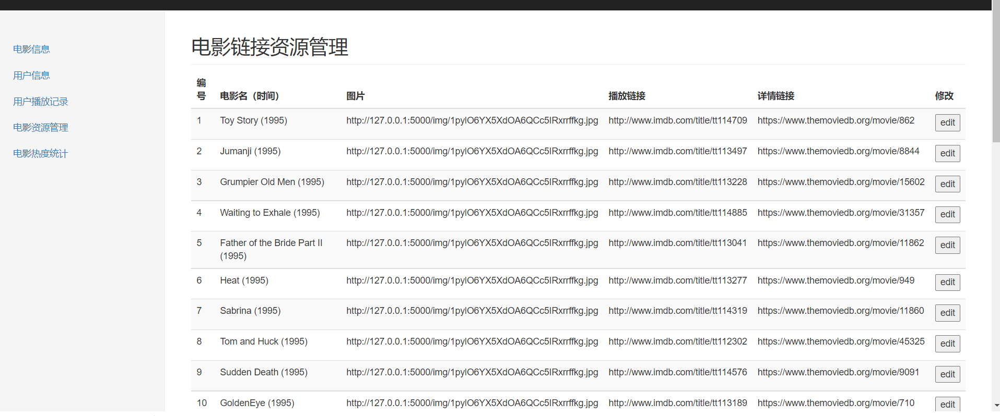 电影信息
用户信息
用户播放记录
电影资源管理
电影热度统计
电影链接资源管理
编号 电影名（时间） 图片 播放链接 详情链接 修改
1 Toy Story (1995) http://127.0.0.1:5000/img/1pylO6YX5XdOA6QCc5IRxrrffkg.jpg http://www.imdb.com/title/tt114709 https://www.themoviedb.org/movie/862 edit
2 Jumanji (1995) http://127.0.0.1:5000/img/1pylO6YX5XdOA6QCc5IRxrrffkg.jpg http://www.imdb.com/title/tt113497 https://www.themoviedb.org/movie/8844 edit
3 Grumpier Old Men (1995) http://127.0.0.1:5000/img/1pylO6YX5XdOA6QCc5IRxrrffkg.jpg http://www.imdb.com/title/tt113228 https://www.themoviedb.org/movie/15602 edit
4 Waiting to Exhale (1995) http://127.0.0.1:5000/img/1pylO6YX5XdOA6QCc5IRxrrffkg.jpg http://www.imdb.com/title/tt114885 https://www.themoviedb.org/movie/31357 edit
5 Father of the Bride Part II (1995) http://127.0.0.1:5000/img/1pylO6YX5XdOA6QCc5IRxrrffkg.jpg http://www.imdb.com/title/tt113041 https://www.themoviedb.org/movie/11862 edit
6 Heat (1995) http://127.0.0.1:5000/img/1pylO6YX5XdOA6QCc5IRxrrffkg.jpg http://www.imdb.com/title/tt113277 https://www.themoviedb.org/movie/949 edit
7 Sabrina (1995) http://127.0.0.1:5000/img/1pylO6YX5XdOA6QCc5IRxrrffkg.jpg http://www.imdb.com/title/tt114319 https://www.themoviedb.org/movie/11860 edit
8 Tom and Huck (1995) http://127.0.0.1:5000/img/1pylO6YX5XdOA6QCc5IRxrrffkg.jpg http://www.imdb.com/title/tt112302 https://www.themoviedb.org/movie/45325 edit
9 Sudden Death (1995) http://127.0.0.1:5000/img/1pylO6YX5XdOA6QCc5IRxrrffkg.jpg http://www.imdb.com/title/tt114576 https://www.themoviedb.org/movie/9091 edit
10 GoldenEye (1995) http://127.0.0.1:5000/img/1pylO6YX5XdOA6QCc5IRxrrffkg.jpg http://www.imdb.com/title/tt113189 https://www.themoviedb.org/movie/710 edit